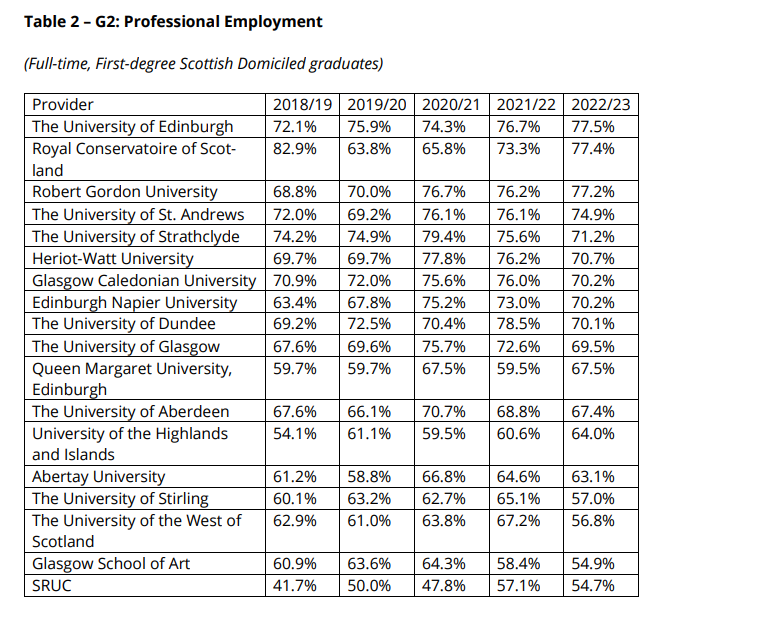 Table 2 – G2: Professional Employment
(Full-time, First-degree Scottish Domiciled graduates)
Provider 2018/19 2019/20 2020/21 2021/22 2022/23
The University of Edinburgh 72.1% 75.9% 74.3% 76.7% 77.5%
Royal Conservatoire of Scot- 82.9% 63.8% 65.8% 73.3% 77.4%
land
Robert Gordon University 68.8% 70.0% 76.7% 76.2% 77.2%
The University of St. Andrews 72.0% 69.2% 76.1% 76.1% 74.9%
The University of Strathclyde 74.2% 74.9% 79.4% 75.6% 71.2%
Heriot-Watt University 69.7% 69.7% 77.8% 76.2% 70.7%
Glasgow Caledonian University 70.9% 72.0% 75.6% 76.0% 70.2%
Edinburgh Napier University 63.4% 67.8% 75.2% 73.0% 70.2%
The University of Dundee 69.2% 72.5% 70.4% 78.5% 70.1%
The University of Glasgow 67.6% 69.6% 75.7% 72.6% 69.5%
Queen Margaret University, 59.7% 59.7% 67.5% 59.5% 67.5%
Edinburgh
The University of Aberdeen 67.6% 66.1% 70.7% 68.8% 67.4%
University of the Highlands 54.1% 61.1% 59.5% 60.6% 64.0%
and Islands
Abertay University 61.2% 58.8% 66.8% 64.6% 63.1%
The University of Stirling 60.1% 63.2% 62.7% 65.1% 57.0%
The University of the West of 62.9% 61.0% 63.8% 67.2% 56.8%
Scotland
Glasgow School of Art 60.9% 63.6% 64.3% 58.4% 54.9%
SRUC 41.7% 50.0% 47.8% 57.1% 54.7%